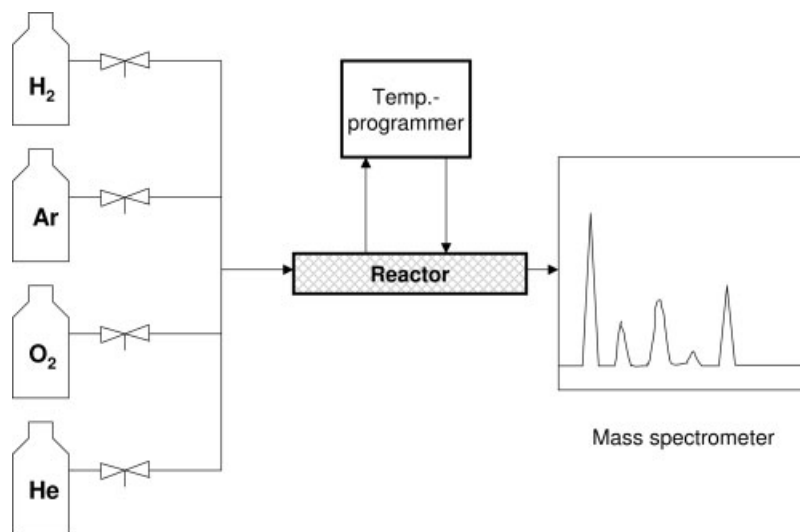 H₂
Ar
O₂
He
Temp.-
programmer
Reactor
Mass spectrometer